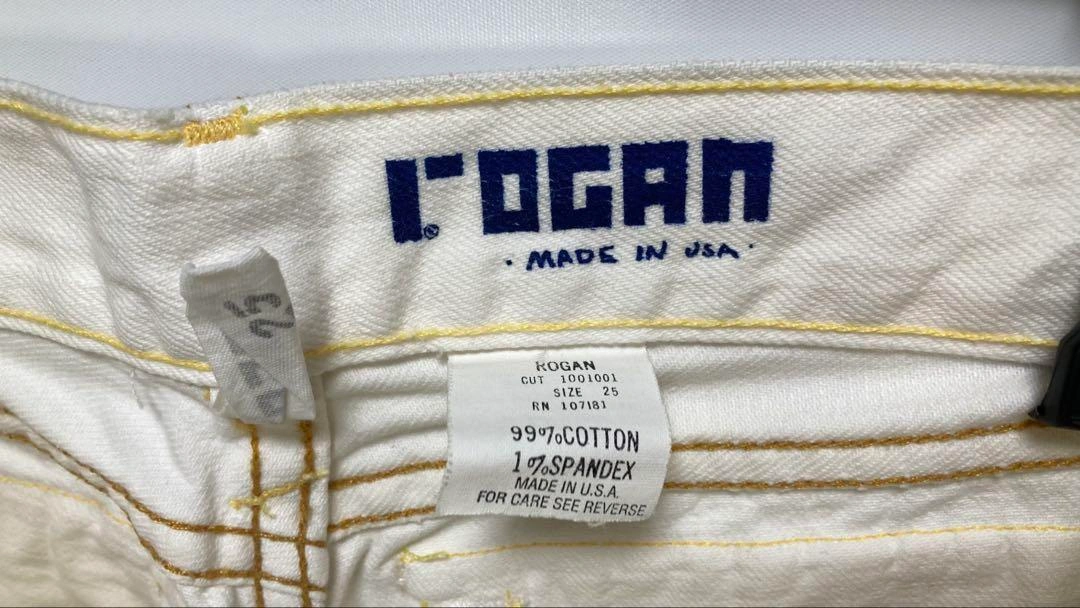 rOGAN
®
· MADE IN USA ·
25
ROGAN
CUT 1001001
SIZE 25
RN 107181
99%COTTON
1%SPANDEX
MADE IN U.S.A.
FOR CARE SEE REVERSE